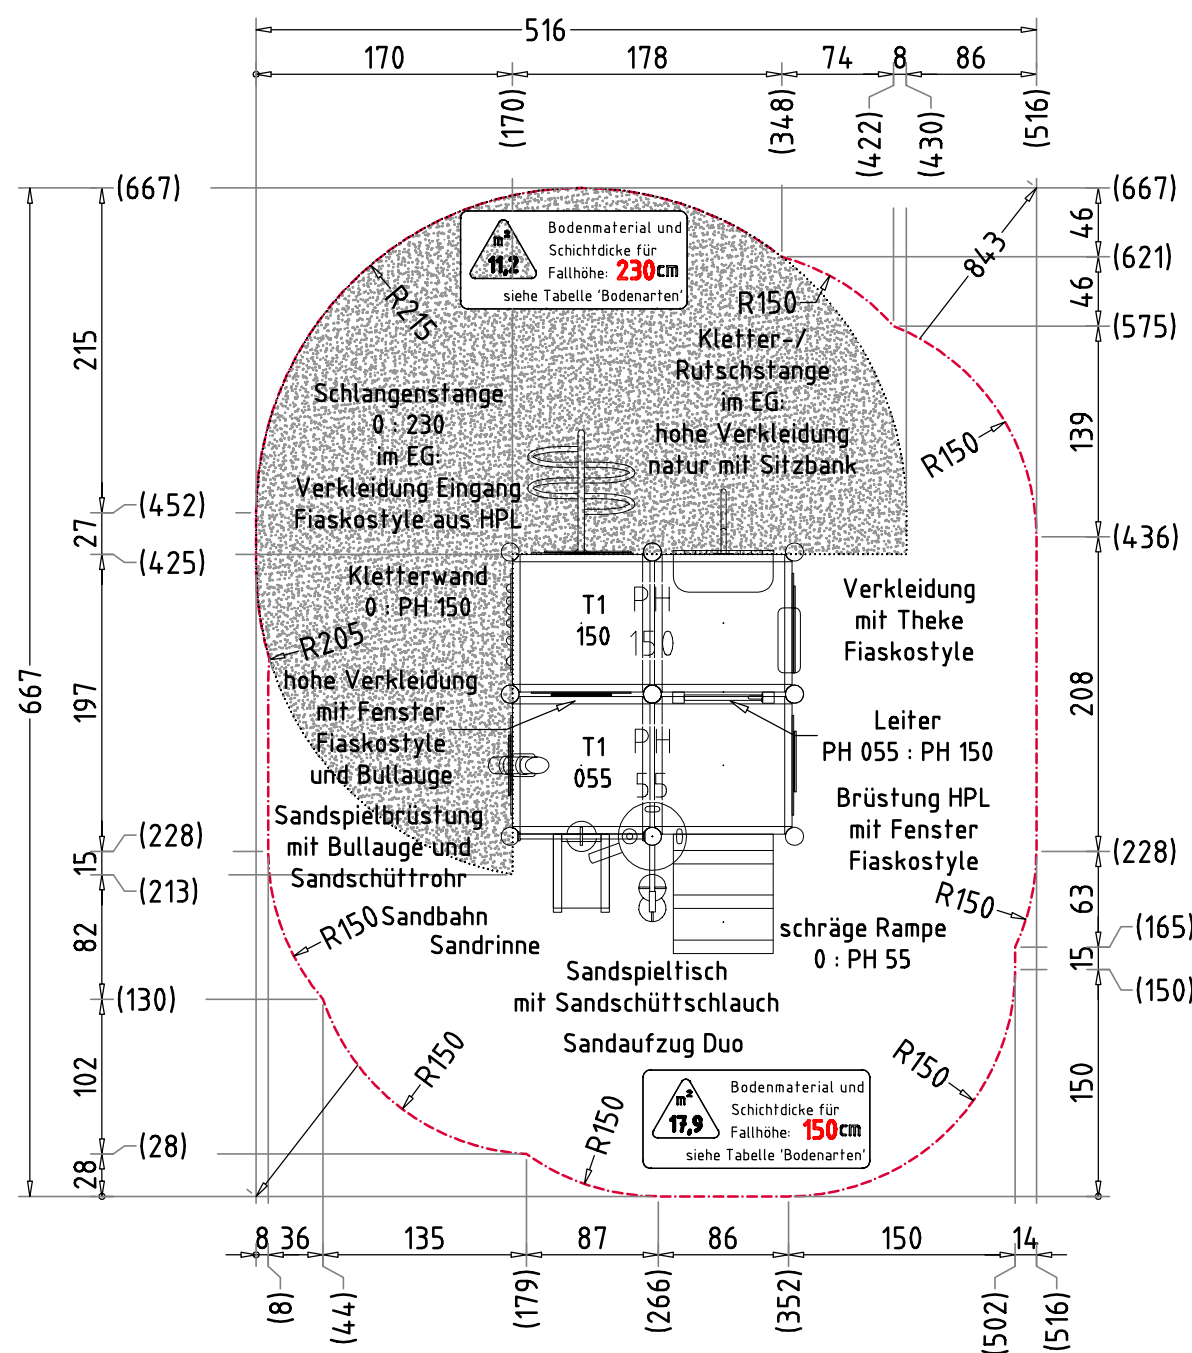 516
170
178
74
8
86
(170)
(348)
(422)
(430)
(516)
(667)
(667)
m²
11,2
Bodenmaterial und
Schichtdicke für
Fallhöhe: 230cm
siehe Tabelle 'Bodenarten'
46
(621)
843
46
(575)
R215
R150
215
Kletter-/
Rutschstange
im EG:
hohe Verkleidung
natur mit Sitzbank
Schlangenstange
0 : 230
im EG:
Verkleidung Eingang
Fiaskostyle aus HPL
139
R150
(452)
27
(425)
(436)
Kletterwand
0 : PH 150
T1
150
PH
150
Verkleidung
mit Theke
Fiaskostyle
R205
667
197
208
hohe Verkleidung
mit Fenster
Fiaskostyle
und Bullauge
T1
055
PH
55
Leiter
PH 055 : PH 150
Brüstung HPL
mit Fenster
Fiaskostyle
Sandspielbrüstung
mit Bullauge und
Sandschüttrohr
(228)
15
(213)
(228)
63
R150
R150
Sandbahn
Sandrinne
schräge Rampe
0 : PH 55
(165)
15
(150)
82
(130)
Sandspieltisch
mit Sandschüttschlauch
Sandaufzug Duo
102
R150
R150
R150
150
m²
17,9
Bodenmaterial und
Schichtdicke für
Fallhöhe: 150cm
siehe Tabelle 'Bodenarten'
(28)
28
8
36
135
87
86
150
14
(8)
(44)
(179)
(266)
(352)
(502)
(516)